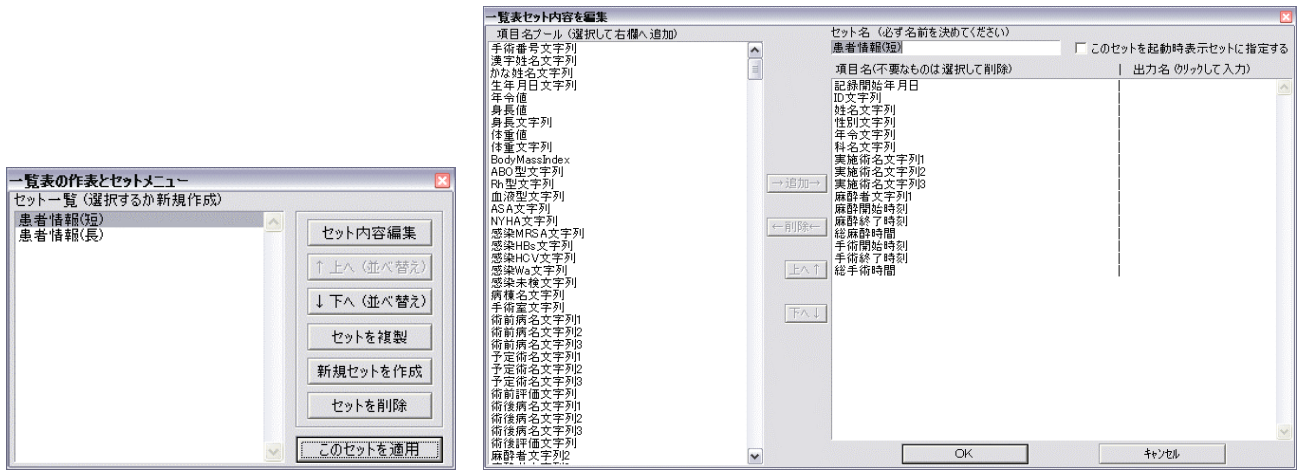 一覧表の作表とセットメニュー
セット一覧（選択するか新規作成）
患者情報(短)
患者情報(長)
セット内容編集
↑上へ（並べ替え）
↓下へ（並べ替え）
セットを複製
新規セットを作成
セットを削除
このセットを適用
一覧表セット内容を編集
項目名プール（選択して右欄へ追加）
手術番号文字列
漢字姓名文字列
かな姓名文字列
生年月日文字列
年令値
身長値
身長文字列
体重値
体重文字列
BodyMassIndex
ABO型文字列
Rh型文字列
血液型文字列
ASA文字列
NYHA文字列
感染MRSA文字列
感染HBs文字列
感染HCV文字列
感染Wa文字列
感染未検文字列
病棟名文字列
手術室文字列
術前病名文字列1
術前病名文字列2
術前病名文字列3
予定術名文字列1
予定術名文字列2
予定術名文字列3
術前評価文字列
術後病名文字列1
術後病名文字列2
術後病名文字列3
術後評価文字列
麻酔者文字列2
→追加→
←削除←
上へ↑
下へ↓
セット名（必ず名前を決めてください）
患者情報(短)
このセットを起動時表示セットに指定する
項目名(不要なものは選択して削除) | 出力名（クリックして入力）
記録開始年月日 |
ID文字列 |
姓名文字列 |
性別文字列 |
年令文字列 |
科名文字列 |
実施術名文字列1 |
実施術名文字列2 |
実施術名文字列3 |
麻酔者文字列1 |
麻酔開始時刻 |
麻酔終了時刻 |
総麻酔時間 |
手術開始時刻 |
手術終了時刻 |
総手術時間 |
OK
キャンセル